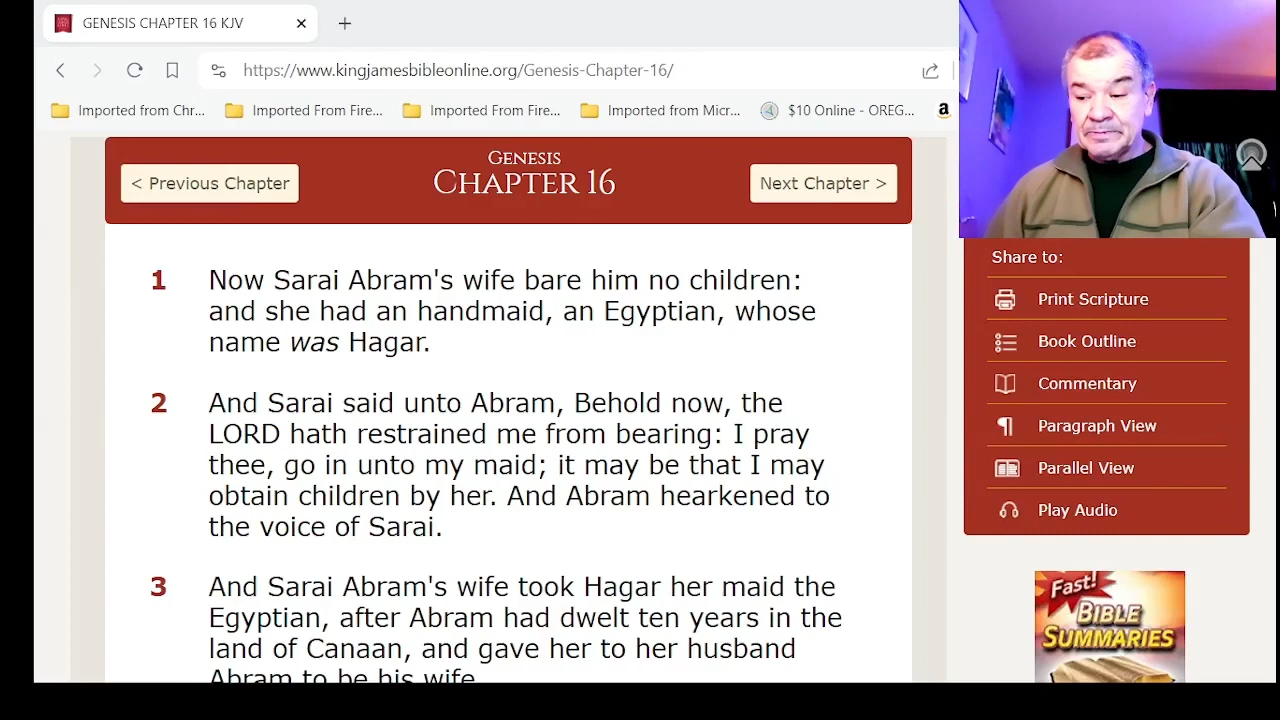 GENESIS CHAPTER 16 KJV
https://www.kingjamesbibleonline.org/Genesis-Chapter-16/
Imported from Chr... Imported From Fire... Imported From Fire... Imported from Micr... $10 Online - OREG... a
GENESIS
< Previous Chapter CHAPTER 16 Next Chapter >
1 Now Sarai Abram's wife bare him no children:
and she had an handmaid, an Egyptian, whose
name was Hagar.
2 And Sarai said unto Abram, Behold now, the
LORD hath restrained me from bearing: I pray
thee, go in unto my maid; it may be that I may
obtain children by her. And Abram hearkened to
the voice of Sarai.
3 And Sarai Abram's wife took Hagar her maid the
Egyptian, after Abram had dwelt ten years in the
land of Canaan, and gave her to her husband
Abram to be his wife.
Share to:
Print Scripture
Book Outline
Commentary
Paragraph View
Parallel View
Play Audio
Fast!
BIBLE
SUMMARIES